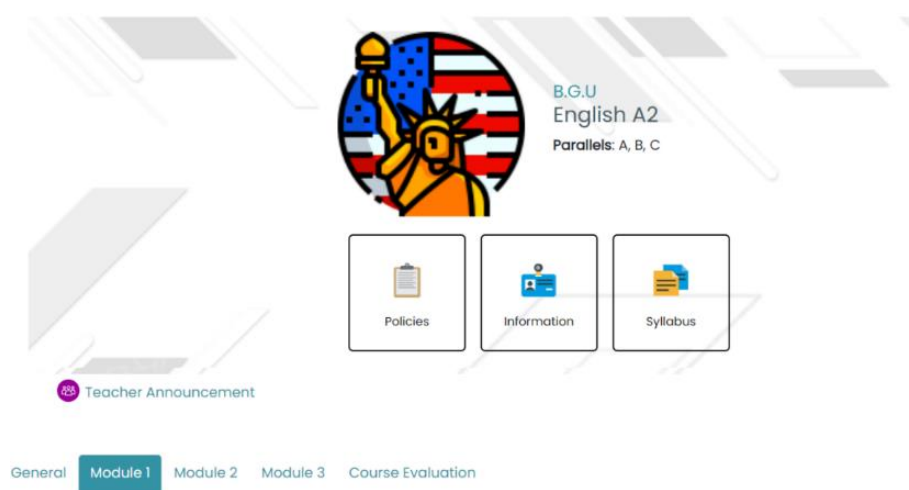 B.G.U
English A2
Parallels: A, B, C
Policies
Information
Syllabus
Teacher Announcement
General
Module 1
Module 2
Module 3
Course Evaluation